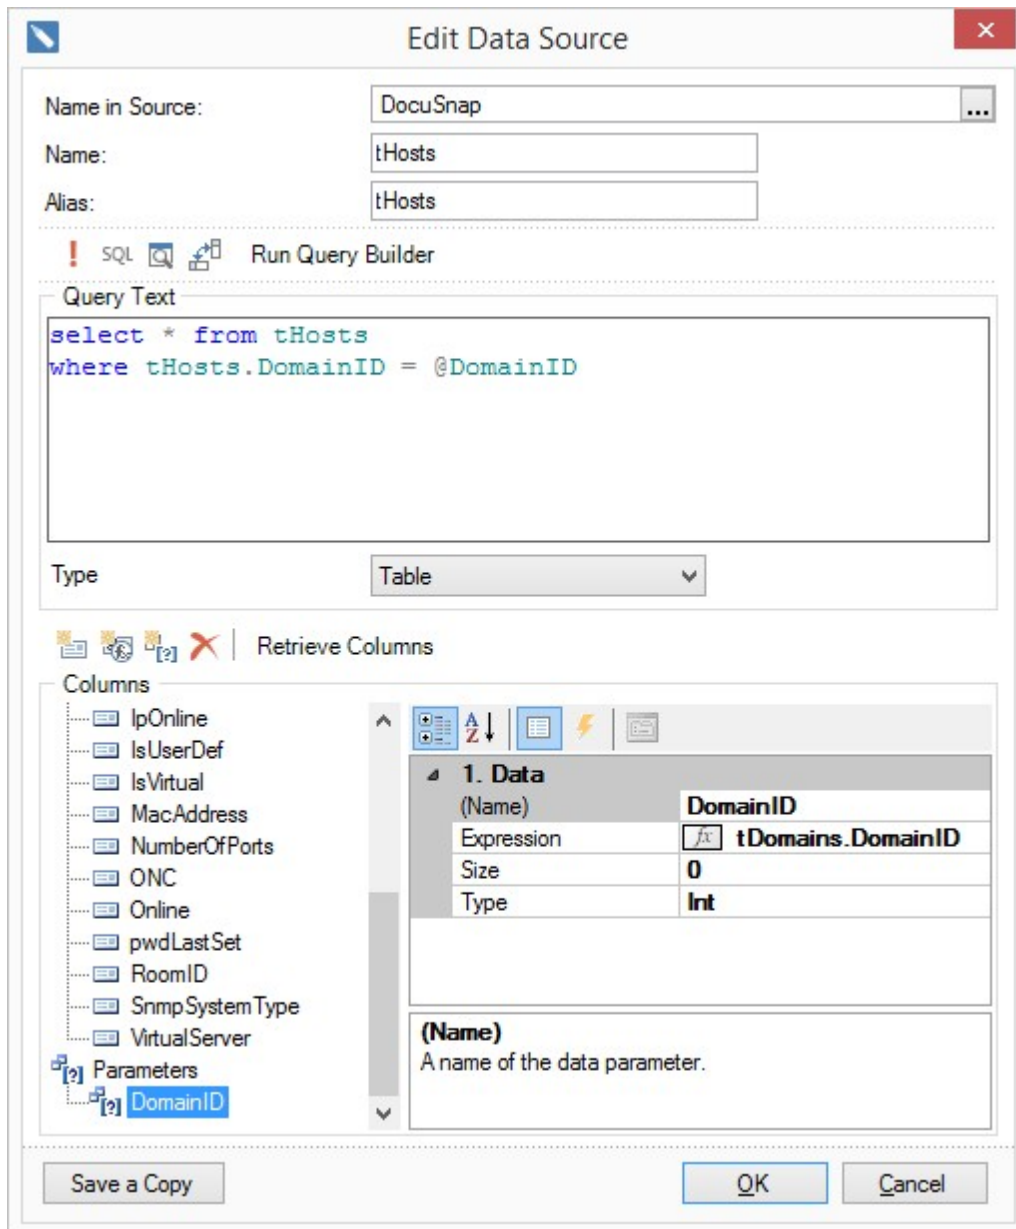 Edit Data Source
Name in Source: DocuSnap ...
Name: tHosts
Alias: tHosts
! SQL Run Query Builder
Query Text
select * from tHosts
where tHosts.DomainID = @DomainID
Type Table
Retrieve Columns
Columns
IpOnline
IsUserDef
IsVirtual
MacAddress
NumberOfPorts
ONC
Online
pwdLastSet
RoomID
SnmpSystemType
VirtualServer
[?] Parameters
[?] DomainID
1. Data
(Name) DomainID
Expression fx tDomains.DomainID
Size 0
Type Int
(Name)
A name of the data parameter.
Save a Copy OK Cancel